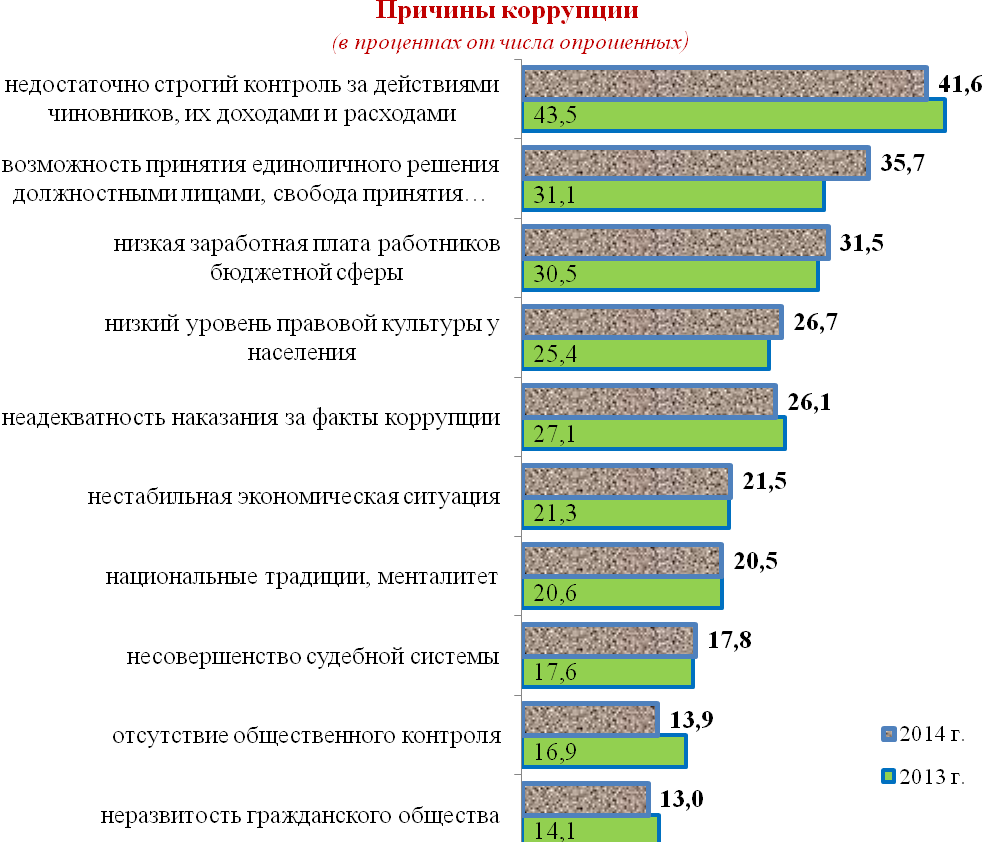 Причины коррупции
(в процентах от числа опрошенных)
недостаточно строгий контроль за действиями
чиновников, их доходами и расходами
41,6
43,5
возможность принятия единоличного решения
должностными лицами, свобода принятия…
35,7
31,1
низкая заработная плата работников
бюджетной сферы
31,5
30,5
низкий уровень правовой культуры у
населения
26,7
25,4
неадекватность наказания за факты коррупции
26,1
27,1
нестабильная экономическая ситуация
21,5
21,3
национальные традиции, менталитет
20,5
20,6
несовершенство судебной системы
17,8
17,6
отсутствие общественного контроля
13,9
16,9
неразвитость гражданского общества
13,0
14,1
2014 г.
2013 г.